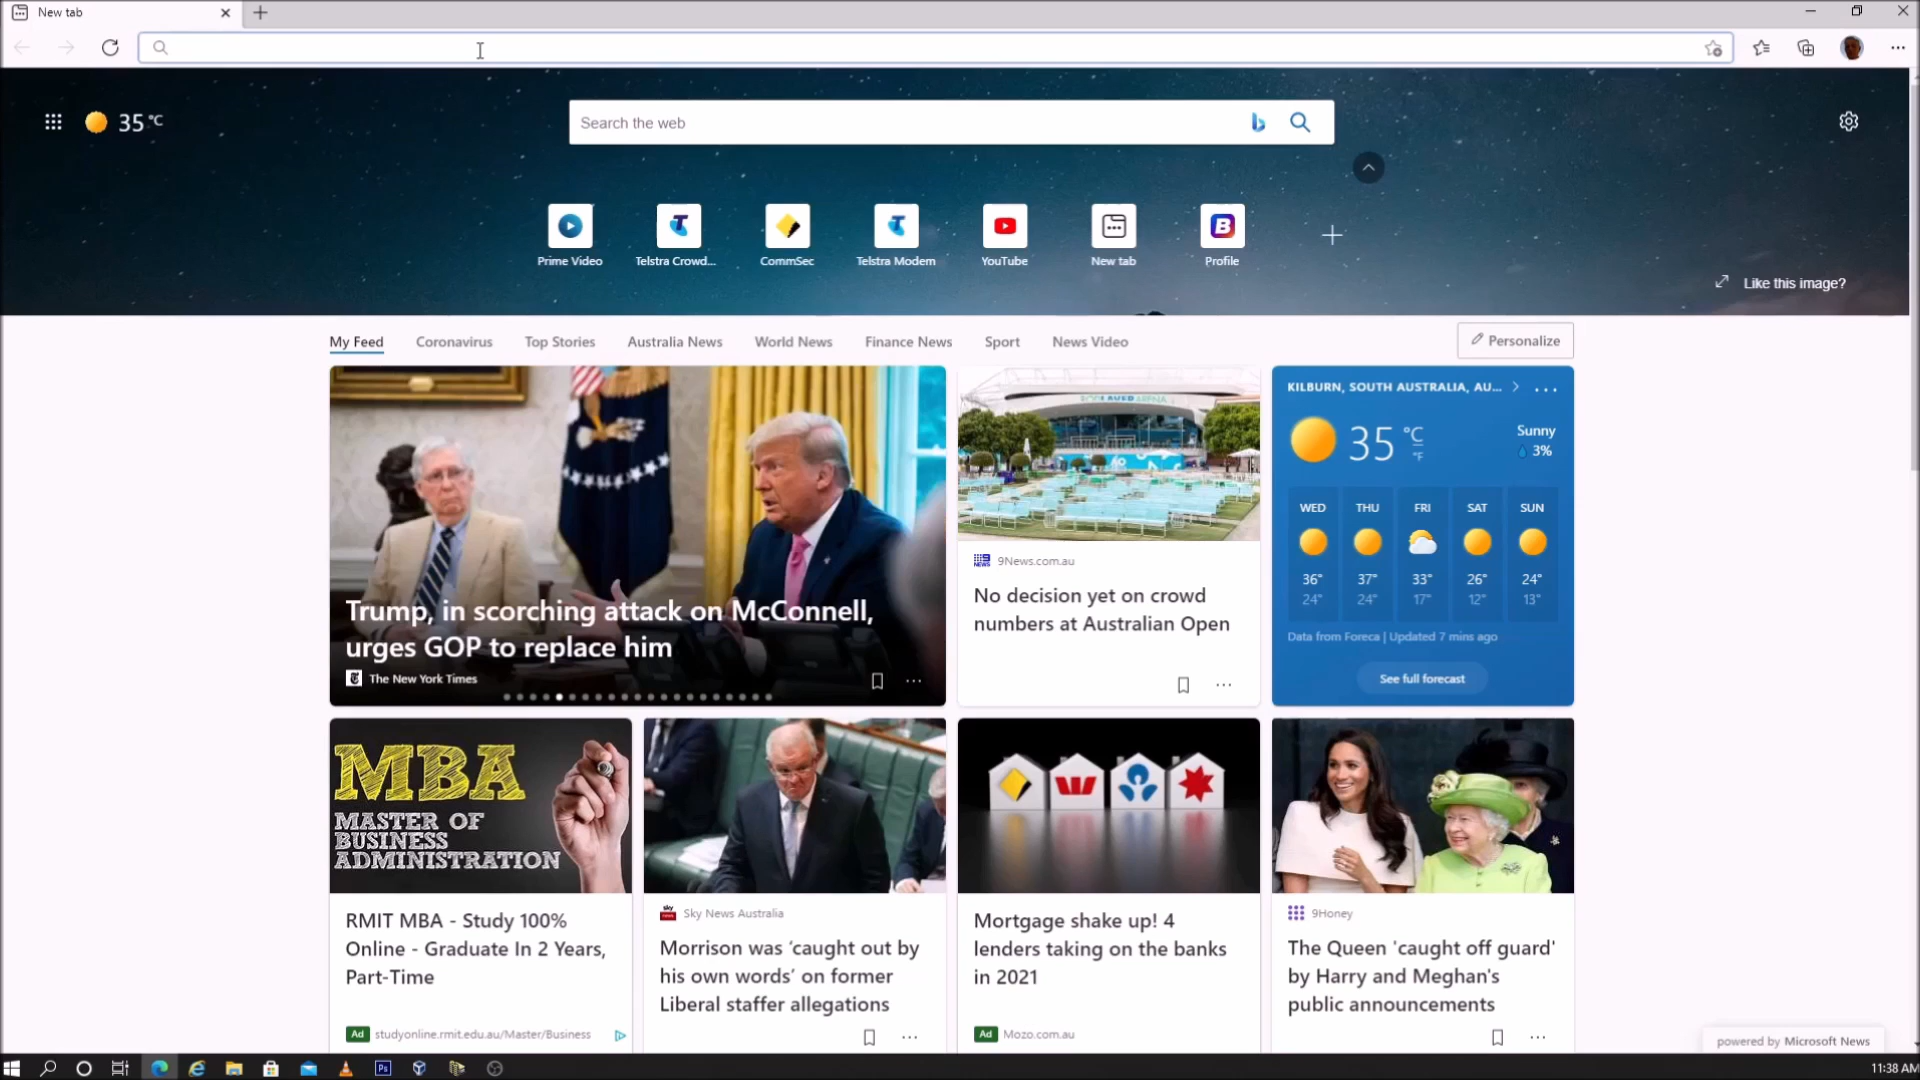 New tab
35 °C
Search the web
Prime Video
Telstra Crowd...
CommSec
Telstra Modem
YouTube
New tab
Profile
Like this image?
My Feed
Coronavirus
Top Stories
Australia News
World News
Finance News
Sport
News Video
Personalize
Trump, in scorching attack on McConnell,
urges GOP to replace him
The New York Times
9News.com.au
No decision yet on crowd
numbers at Australian Open
KILBURN, SOUTH AUSTRALIA, AU...
35 °C
°F
Sunny
3%
WED THU FRI SAT SUN
36° 37° 33° 26° 24°
24° 24° 17° 12° 13°
Data from Foreca | Updated 7 mins ago
See full forecast
MBA
MASTER OF
BUSINESS
ADMINISTRATION
RMIT MBA - Study 100%
Online - Graduate In 2 Years,
Part-Time
Ad studyonline.rmit.edu.au/Master/Business
Sky News Australia
Morrison was ‘caught out by
his own words’ on former
Liberal staffer allegations
Mortgage shake up! 4
lenders taking on the banks
in 2021
Ad Mozo.com.au
9Honey
The Queen 'caught off guard'
by Harry and Meghan's
public announcements
powered by Microsoft News
11:38 AM